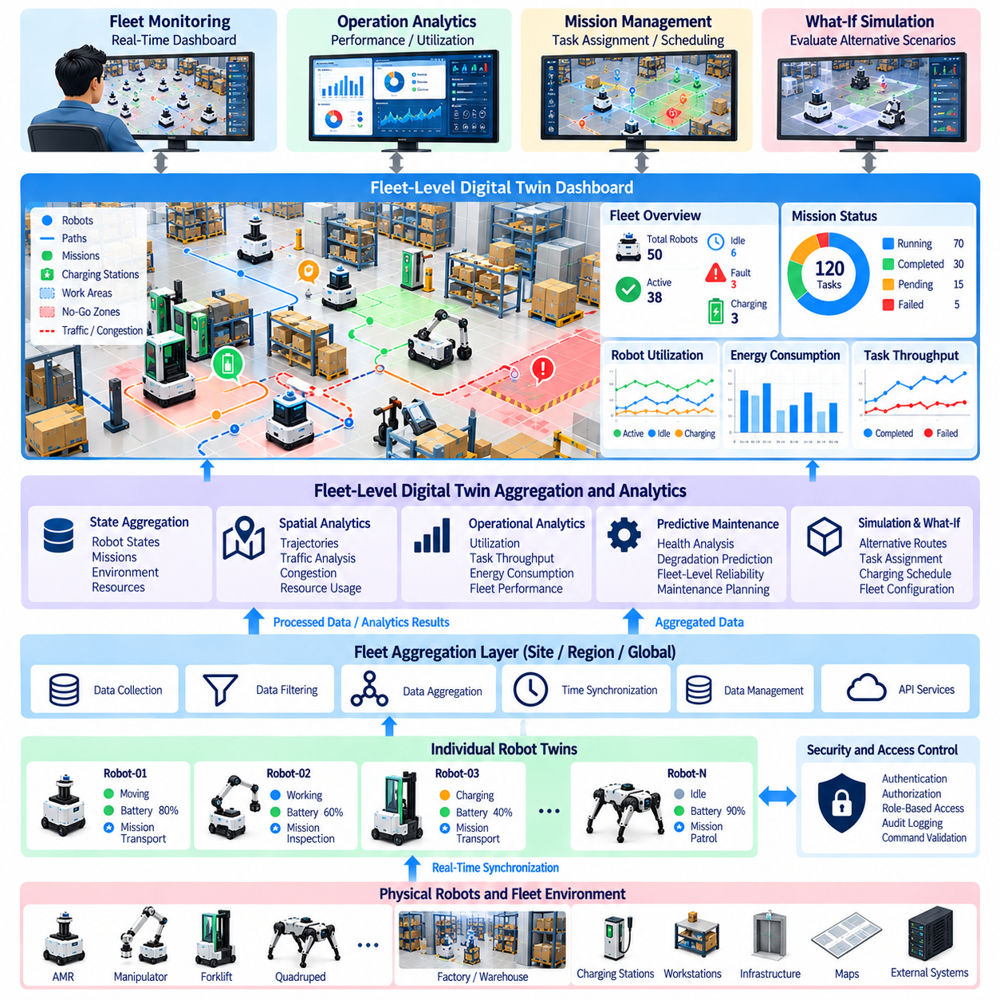 Fleet Monitoring
Real-Time Dashboard
Operation Analytics
Performance / Utilization
Mission Management
Task Assignment / Scheduling
What-If Simulation
Evaluate Alternative Scenarios
Fleet-Level Digital Twin Dashboard
Robots
Paths
Missions
Charging Stations
Work Areas
No-Go Zones
Traffic / Congestion
Fleet Overview
Total Robots
50
Idle
6
Active
38
Fault
3
Charging
3
Mission Status
120
Tasks
Running 70
Completed 30
Pending 15
Failed 5
Robot Utilization
Active Idle Charging
Energy Consumption
Task Throughput
Completed Failed
Fleet-Level Digital Twin Aggregation and Analytics
State Aggregation
Robot States
Missions
Environment
Resources
Spatial Analytics
Trajectories
Traffic Analysis
Congestion
Resource Usage
Operational Analytics
Utilization
Task Throughput
Energy Consumption
Fleet Performance
Predictive Maintenance
Health Analysis
Degradation Prediction
Fleet-Level Reliability
Maintenance Planning
Simulation & What-If
Alternative Routes
Task Assignment
Charging Schedule
Fleet Configuration
Processed Data / Analytics Results
Aggregated Data
Fleet Aggregation Layer (Site / Region / Global)
Data Collection
Data Filtering
Data Aggregation
Time Synchronization
Data Management
API Services
Individual Robot Twins
Robot-01
Moving
Battery 80%
Mission
Transport
Robot-02
Working
Battery 60%
Mission
Inspection
Robot-03
Charging
Battery 40%
Mission
Transport
...
Robot-N
Idle
Battery 90%
Mission
Patrol
Security and Access Control
Authentication
Authorization
Role-Based Access
Audit Logging
Command Validation
Real-Time Synchronization
Physical Robots and Fleet Environment
AMR
Manipulator
Forklift
Quadruped
...
Factory / Warehouse
Charging Stations
Workstations
Infrastructure
Maps
External Systems